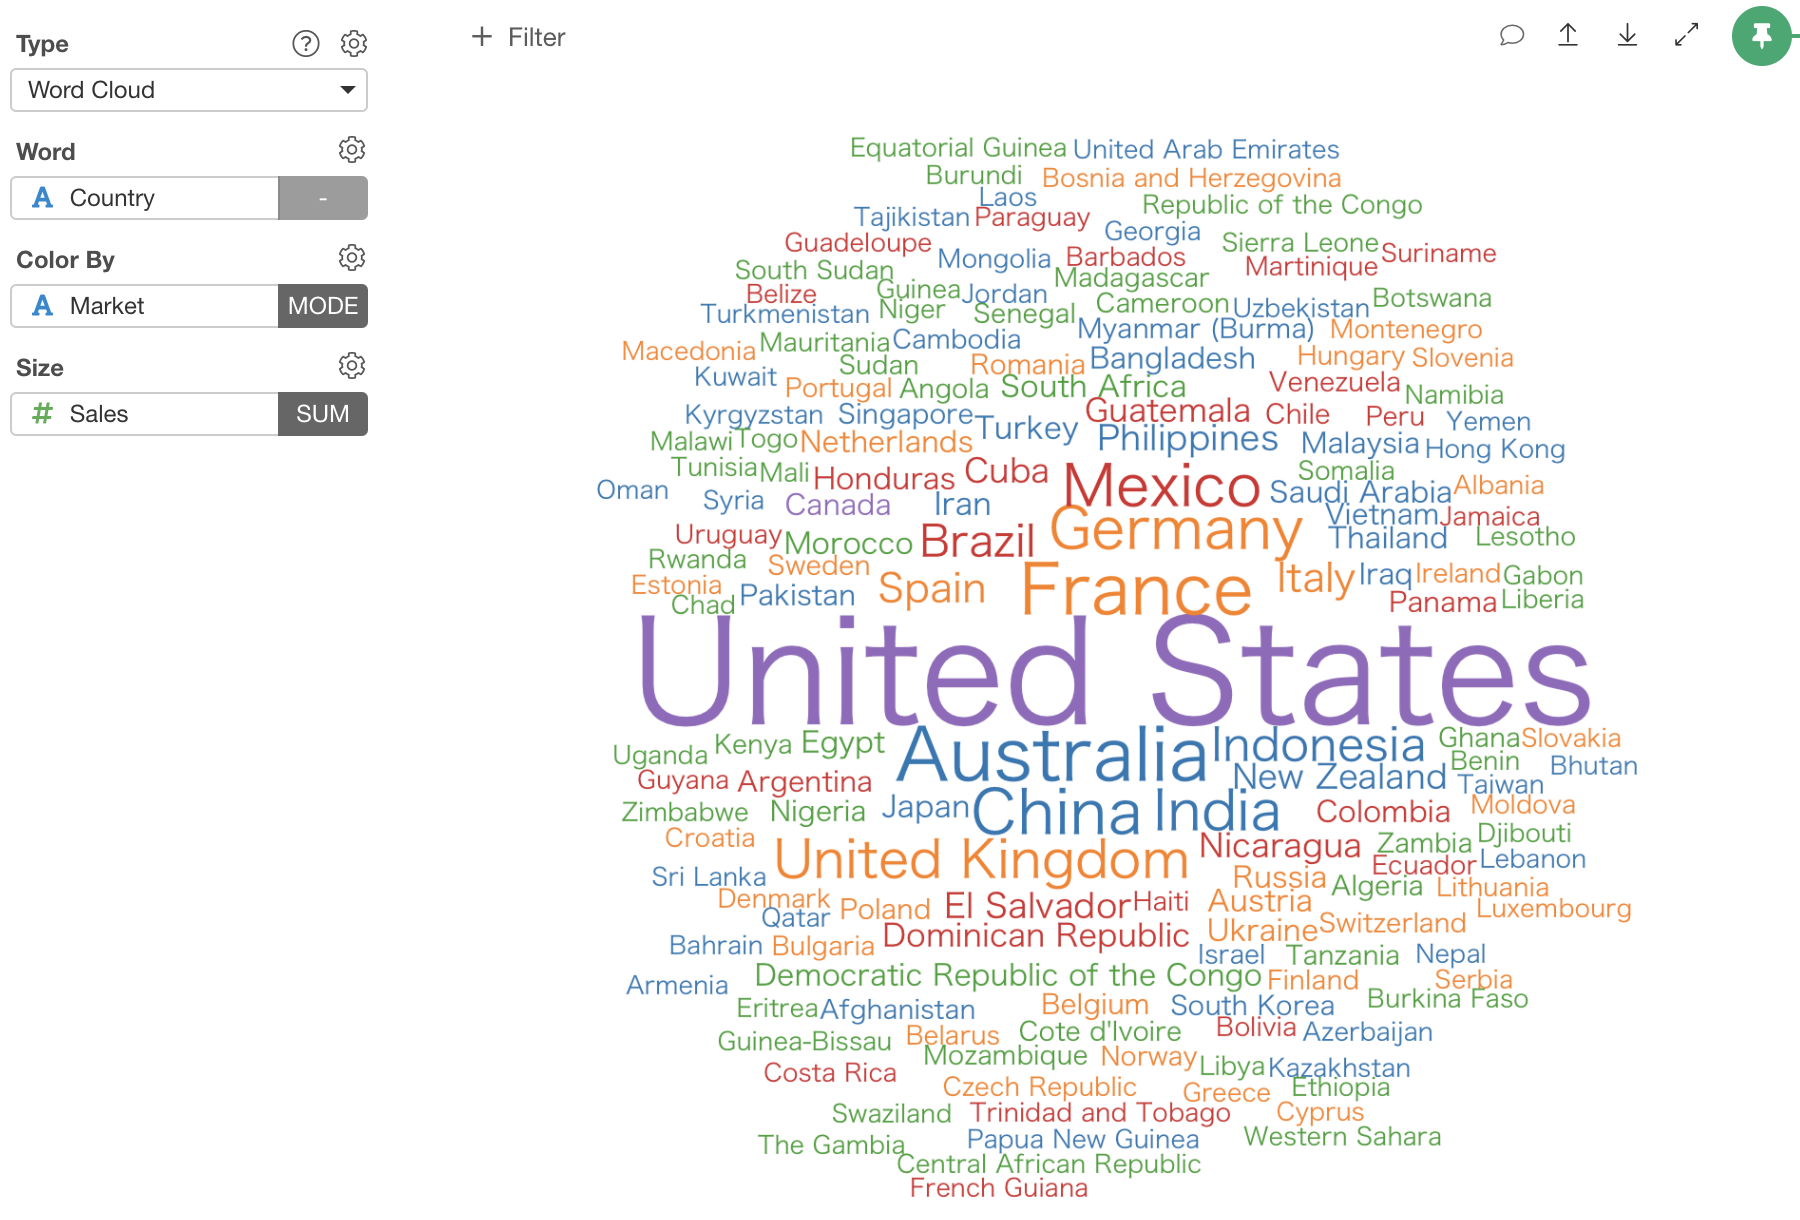 Type
?
Word Cloud
Word
A Country -
Color By
A Market MODE
Size
# Sales SUM
+ Filter
Equatorial Guinea United Arab Emirates
Burundi Bosnia and Herzegovina
Laos Republic of the Congo
Tajikistan Paraguay
Georgia
Guadeloupe Sierra Leone Suriname
Mongolia Barbados Martinique
South Sudan Madagascar
Belize Guinea Jordan Botswana
Turkmenistan Niger Senegal Cameroon Uzbekistan
Mauritania Cambodia Myanmar (Burma) Montenegro
Macedonia Sudan Romania Bangladesh Hungary Slovenia
Kuwait Portugal Angola South Africa Venezuela Namibia
Kyrgyzstan Singapore Guatemala Chile Peru Yemen
Malawi Togo Netherlands Turkey Philippines Malaysia Hong Kong
Tunisia Mali Honduras Cuba Mexico Somalia
Oman Syria Canada Iran Saudi Arabia Albania
Vietnam Jamaica
Uruguay Morocco Brazil Germany Thailand Lesotho
Rwanda Sweden
Estonia Spain France Italy Iraq Ireland Gabon
Chad Pakistan Panama Liberia
United States
Uganda Kenya Egypt Australia Indonesia Ghana Slovakia
Benin Bhutan
Guyana Argentina New Zealand Taiwan
Zimbabwe Nigeria Japan China India Colombia Moldova
Croatia Nicaragua Zambia Djibouti
United Kingdom Ecuador Lebanon
Sri Lanka Russia Algeria Lithuania
Denmark Poland El Salvador Haiti Austria Luxembourg
Qatar Ukraine Switzerland
Bahrain Bulgaria Dominican Republic Israel Tanzania Nepal
Armenia Democratic Republic of the Congo Finland Serbia
Eritrea Afghanistan Belgium South Korea Burkina Faso
Guinea-Bissau Belarus Cote d'Ivoire Bolivia Azerbaijan
Mozambique Norway Libya Kazakhstan
Costa Rica Czech Republic Greece Ethiopia
Swaziland Trinidad and Tobago Cyprus
The Gambia Papua New Guinea Western Sahara
Central African Republic
French Guiana